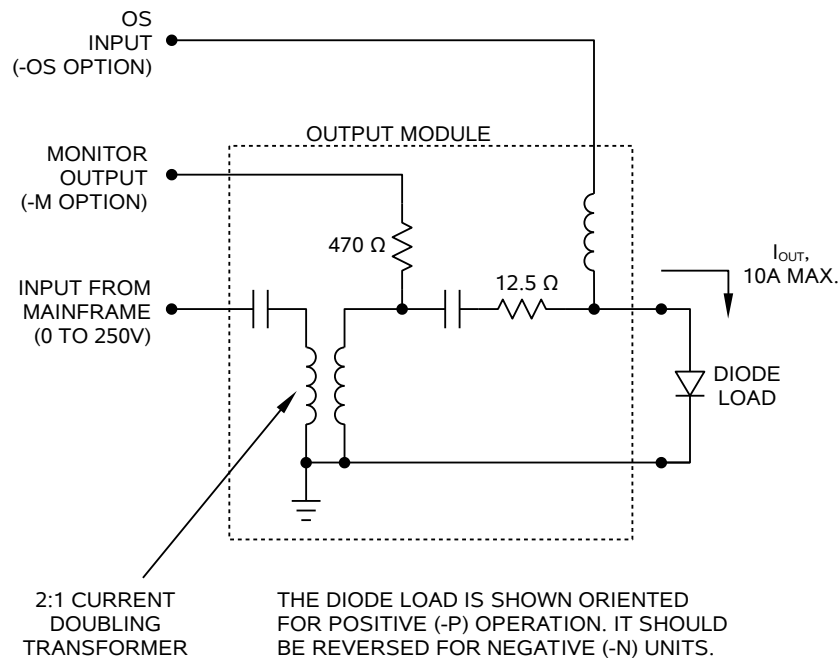 OS
INPUT
(-OS OPTION)
OUTPUT MODULE
MONITOR
OUTPUT
(-M OPTION)
470 Ω
12.5 Ω
IOUT,
10A MAX.
INPUT FROM
MAINFRAME
(0 TO 250V)
DIODE
LOAD
2:1 CURRENT
DOUBLING
TRANSFORMER
THE DIODE LOAD IS SHOWN ORIENTED
FOR POSITIVE (-P) OPERATION. IT SHOULD
BE REVERSED FOR NEGATIVE (-N) UNITS.